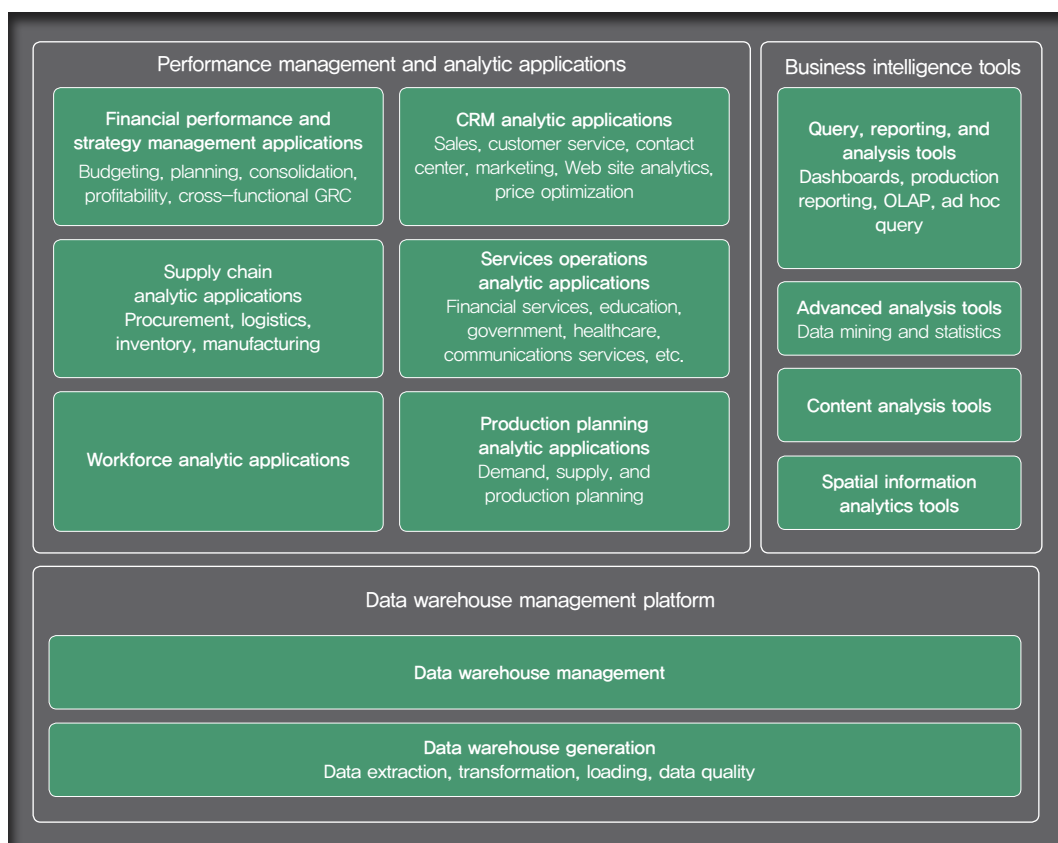 Performance management and analytic applications
Financial performance and
strategy management applications
Budgeting, planning, consolidation,
profitability, cross-functional GRC
CRM analytic applications
Sales, customer service, contact
center, marketing, Web site analytics,
price optimization
Supply chain
analytic applications
Procurement, logistics,
inventory, manufacturing
Services operations
analytic applications
Financial services, education,
government, healthcare,
communications services, etc.
Workforce analytic applications
Production planning
analytic applications
Demand, supply, and
production planning
Business intelligence tools
Query, reporting, and
analysis tools
Dashboards, production
reporting, OLAP, ad hoc
query
Advanced analysis tools
Data mining and statistics
Content analysis tools
Spatial information
analytics tools
Data warehouse management platform
Data warehouse management
Data warehouse generation
Data extraction, transformation, loading, data quality